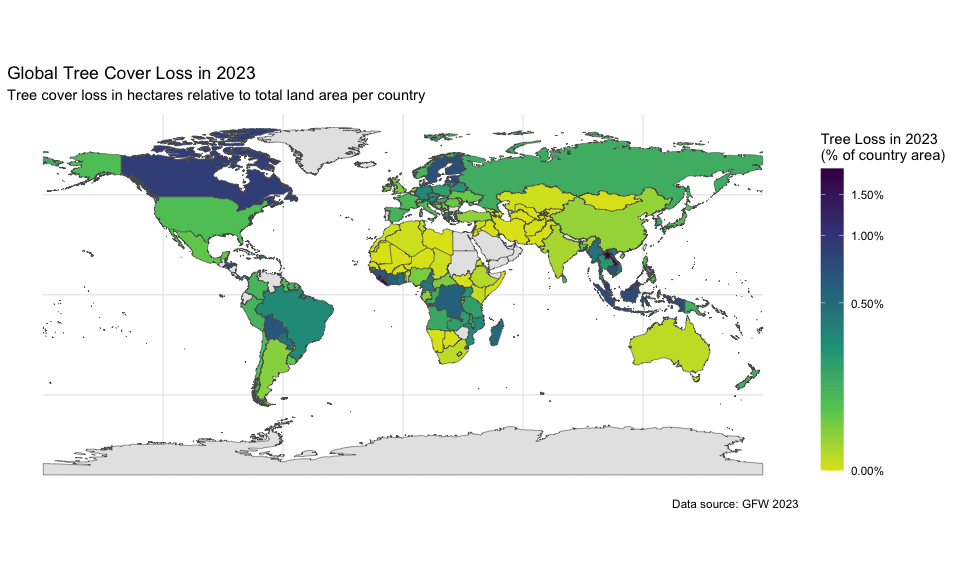 Global Tree Cover Loss in 2023
Tree cover loss in hectares relative to total land area per country
Tree Loss in 2023
(% of country area)
1.50%
1.00%
0.50%
0.00%
Data source: GFW 2023